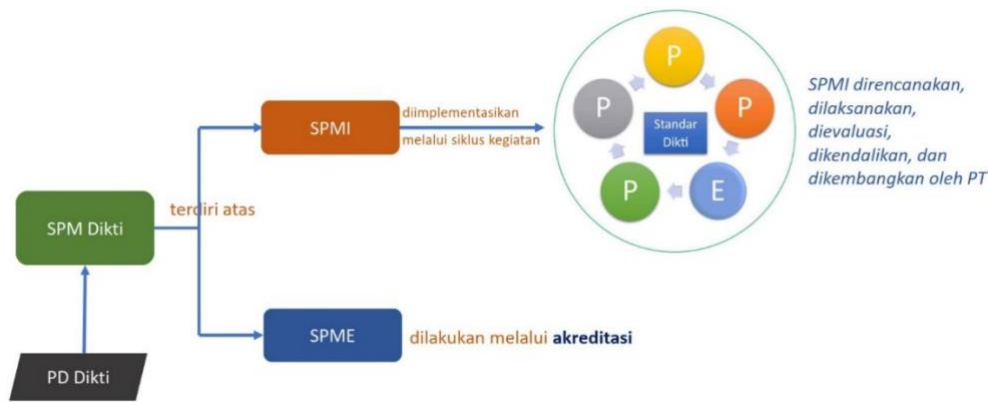 SPM Dikti
PD Dikti
terdiri atas
SPMI
diimplementasikan
melalui siklus kegiatan
P
P
E
P
P
Standar
Dikti
SPMI direncanakan,
dilaksanakan,
dievaluasi,
dikendalikan, dan
dikembangkan oleh PT
SPME
dilakukan melalui akreditasi